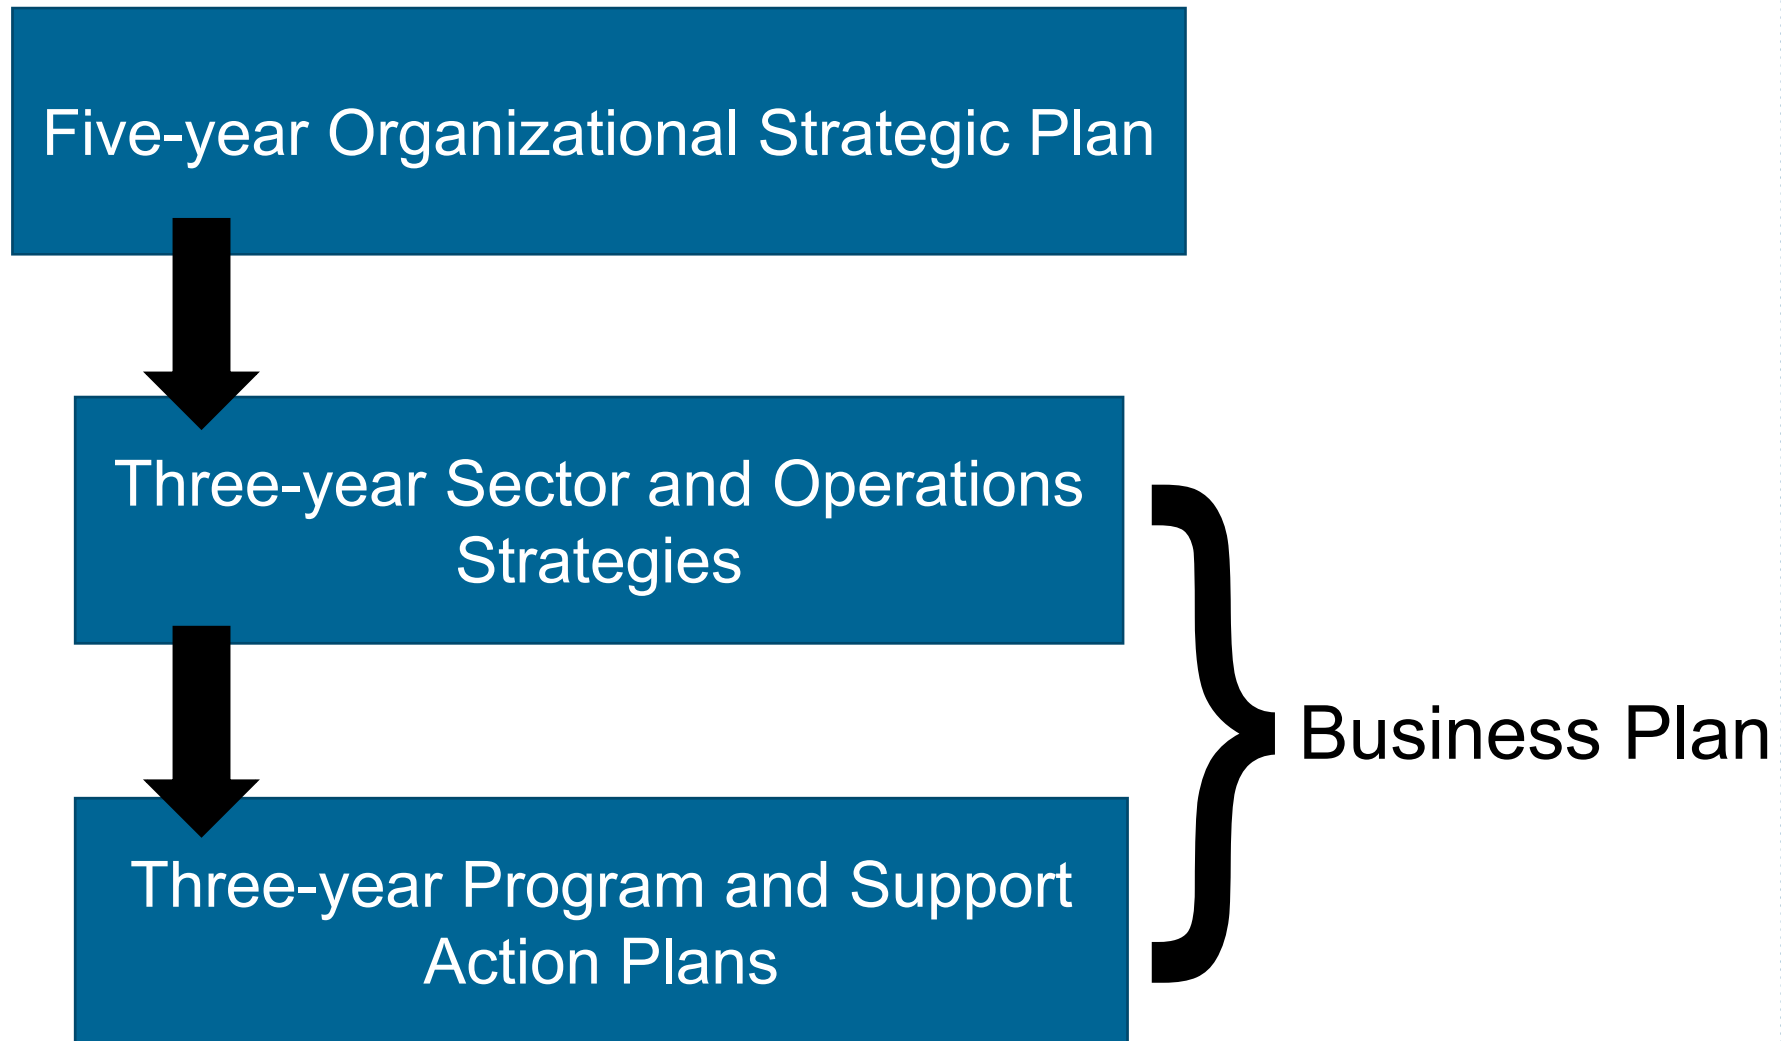 Five-year Organizational Strategic Plan
Three-year Sector and Operations
Strategies
Business Plan
Three-year Program and Support
Action Plans